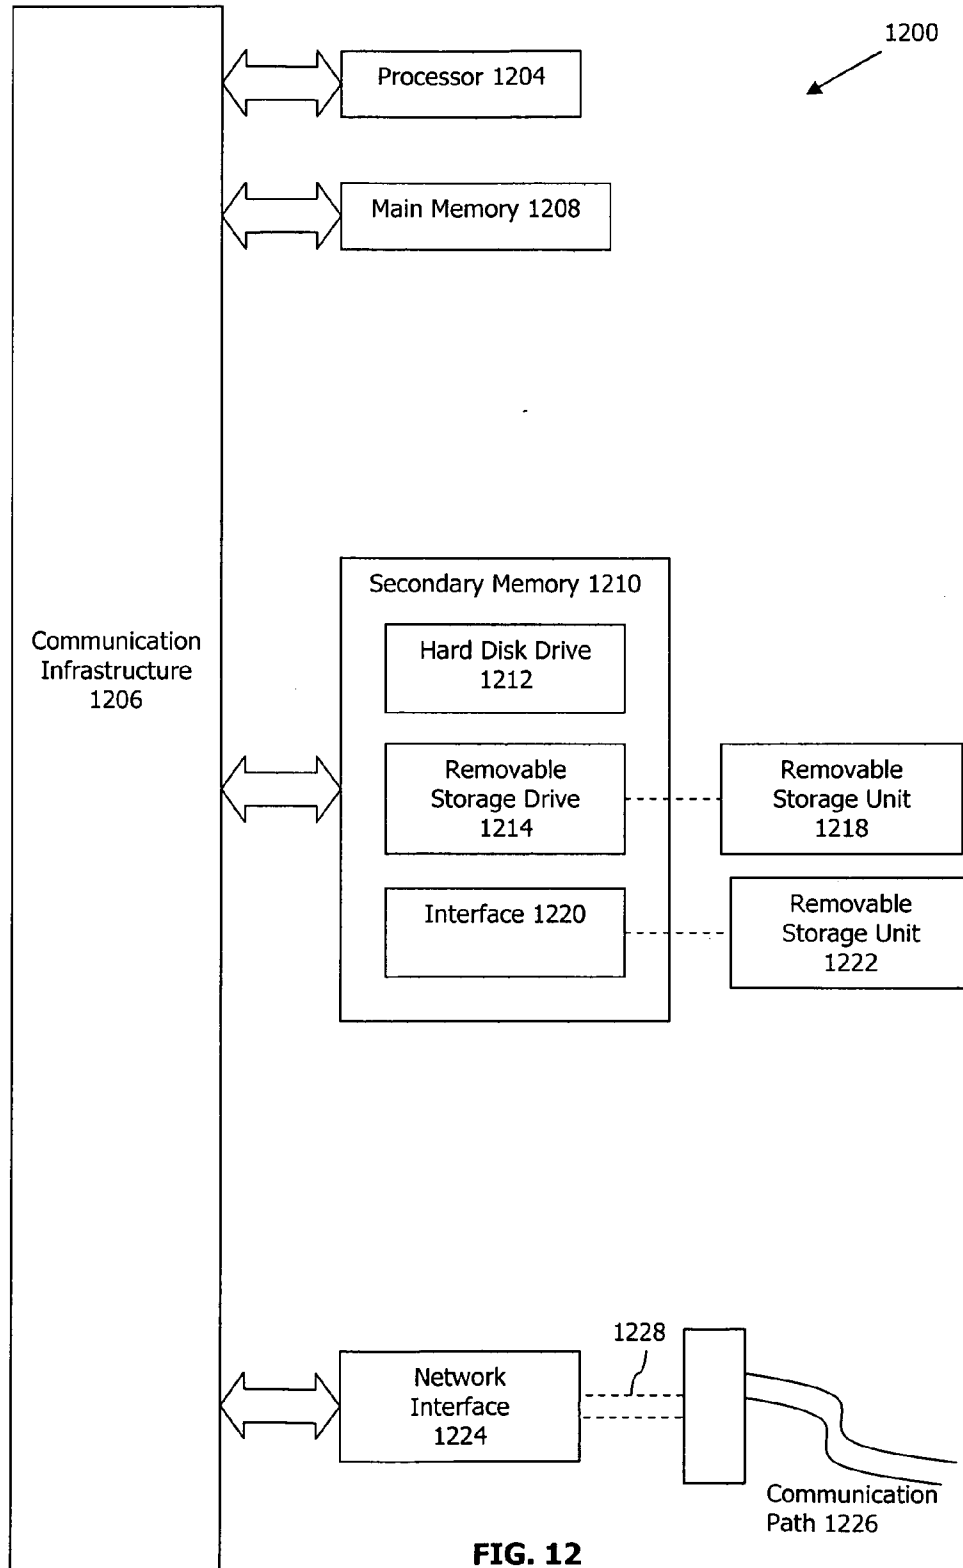 1200
Processor 1204
Main Memory 1208
Secondary Memory 1210
Hard Disk Drive
1212
Communication
Infrastructure
1206
Removable
Storage Drive
1214
Removable
Storage Unit
1218
Interface 1220
Removable
Storage Unit
1222
1228
Network
Interface
1224
Communication
Path 1226
FIG. 12